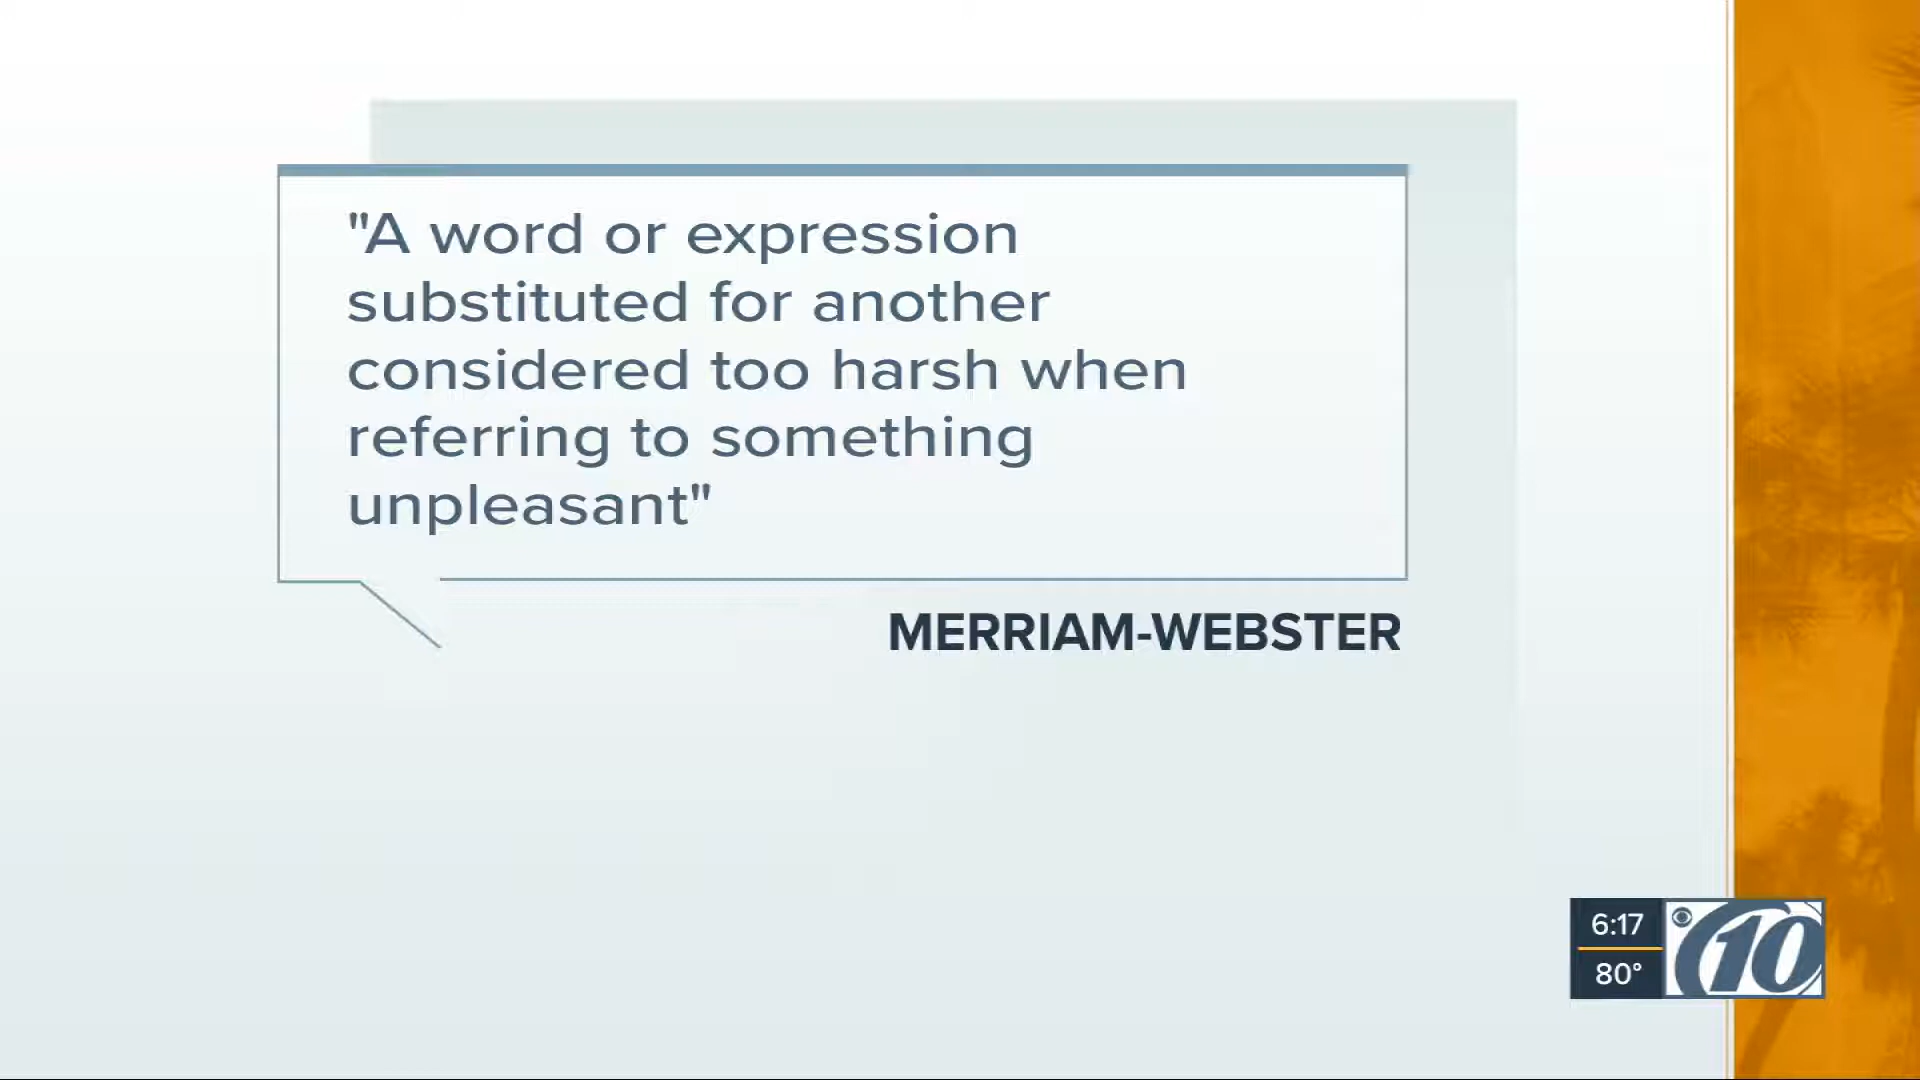 "A word or expression
substituted for another
considered too harsh when
referring to something
unpleasant"
MERRIAM-WEBSTER
6:17
80°
10